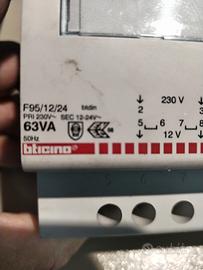 F95/12/24 btdin
PRI 230V~ SEC 12-24V~
63VA
50Hz
bticino
230 V
2 3
5 6 7 8
12 V